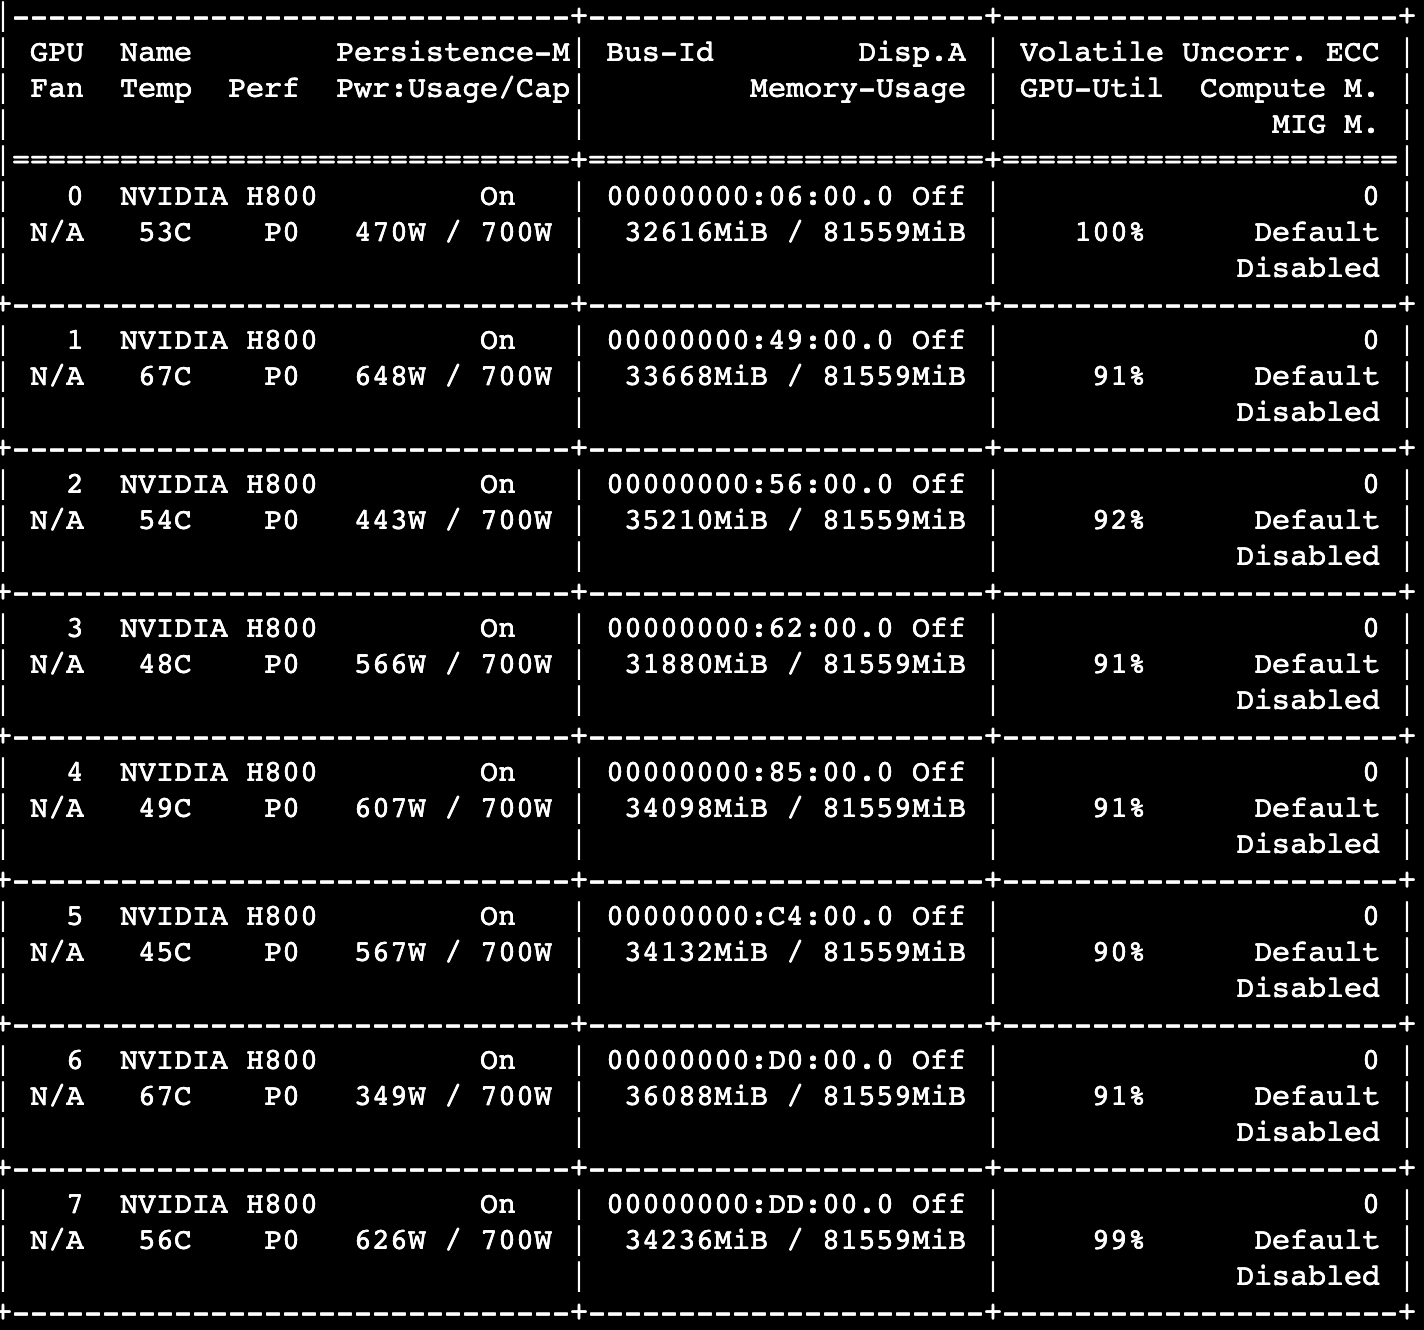 |-------------------------------+----------------------+----------------------+
| GPU  Name        Persistence-M| Bus-Id        Disp.A | Volatile Uncorr. ECC |
| Fan  Temp  Perf  Pwr:Usage/Cap|         Memory-Usage | GPU-Util  Compute M. |
|                               |                      |               MIG M. |
|===============================+======================+======================|
|   0  NVIDIA H800         On   | 00000000:06:00.0 Off |                    0 |
| N/A   53C    P0   470W / 700W |  32616MiB / 81559MiB |    100%      Default |
|                               |                      |             Disabled |
+-------------------------------+----------------------+----------------------+
|   1  NVIDIA H800         On   | 00000000:49:00.0 Off |                    0 |
| N/A   67C    P0   648W / 700W |  33668MiB / 81559MiB |     91%      Default |
|                               |                      |             Disabled |
+-------------------------------+----------------------+----------------------+
|   2  NVIDIA H800         On   | 00000000:56:00.0 Off |                    0 |
| N/A   54C    P0   443W / 700W |  35210MiB / 81559MiB |     92%      Default |
|                               |                      |             Disabled |
+-------------------------------+----------------------+----------------------+
|   3  NVIDIA H800         On   | 00000000:62:00.0 Off |                    0 |
| N/A   48C    P0   566W / 700W |  31880MiB / 81559MiB |     91%      Default |
|                               |                      |             Disabled |
+-------------------------------+----------------------+----------------------+
|   4  NVIDIA H800         On   | 00000000:85:00.0 Off |                    0 |
| N/A   49C    P0   607W / 700W |  34098MiB / 81559MiB |     91%      Default |
|                               |                      |             Disabled |
+-------------------------------+----------------------+----------------------+
|   5  NVIDIA H800         On   | 00000000:C4:00.0 Off |                    0 |
| N/A   45C    P0   567W / 700W |  34132MiB / 81559MiB |     90%      Default |
|                               |                      |             Disabled |
+-------------------------------+----------------------+----------------------+
|   6  NVIDIA H800         On   | 00000000:D0:00.0 Off |                    0 |
| N/A   67C    P0   349W / 700W |  36088MiB / 81559MiB |     91%      Default |
|                               |                      |             Disabled |
+-------------------------------+----------------------+----------------------+
|   7  NVIDIA H800         On   | 00000000:DD:00.0 Off |                    0 |
| N/A   56C    P0   626W / 700W |  34236MiB / 81559MiB |     99%      Default |
|                               |                      |             Disabled |
+-------------------------------+----------------------+----------------------+